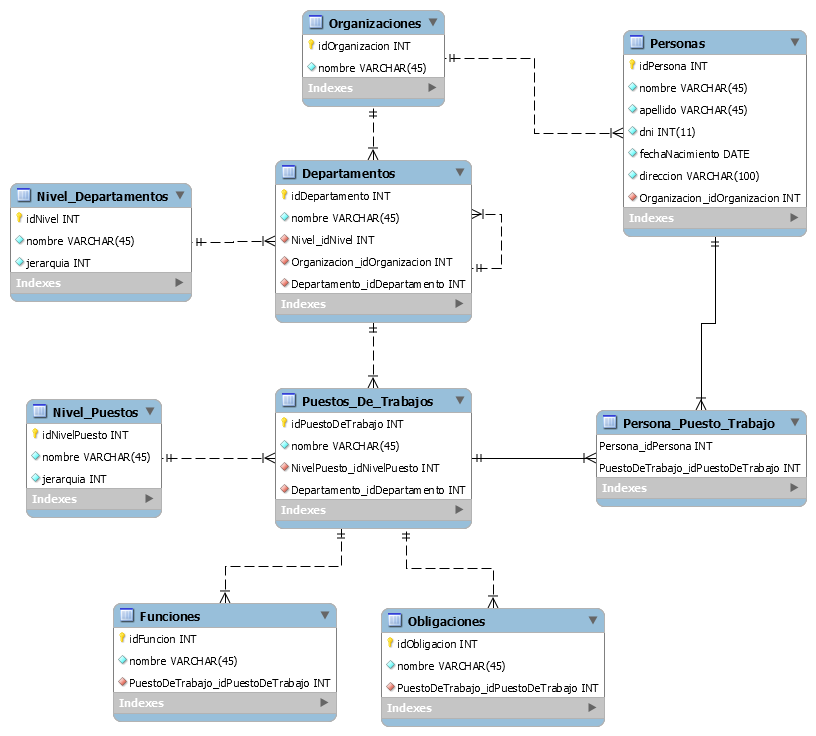 Organizaciones
idOrganizacion INT
nombre VARCHAR(45)
Indexes
Personas
idPersona INT
nombre VARCHAR(45)
apellido VARCHAR(45)
dni INT(11)
fechaNacimiento DATE
direccion VARCHAR(100)
Organizacion_idOrganizacion INT
Indexes
Departamentos
idDepartamento INT
nombre VARCHAR(45)
Nivel_idNivel INT
Organizacion_idOrganizacion INT
Departamento_idDepartamento INT
Indexes
Nivel_Departamentos
idNivel INT
nombre VARCHAR(45)
jerarquia INT
Indexes
Puestos_De_Trabajos
idPuestoDeTrabajo INT
nombre VARCHAR(45)
NivelPuesto_idNivelPuesto INT
Departamento_idDepartamento INT
Indexes
Nivel_Puestos
idNivelPuesto INT
nombre VARCHAR(45)
jerarquia INT
Indexes
Persona_Puesto_Trabajo
Persona_idPersona INT
PuestoDeTrabajo_idPuestoDeTrabajo INT
Indexes
Funciones
idFuncion INT
nombre VARCHAR(45)
PuestoDeTrabajo_idPuestoDeTrabajo INT
Indexes
Obligaciones
idObligacion INT
nombre VARCHAR(45)
PuestoDeTrabajo_idPuestoDeTrabajo INT
Indexes